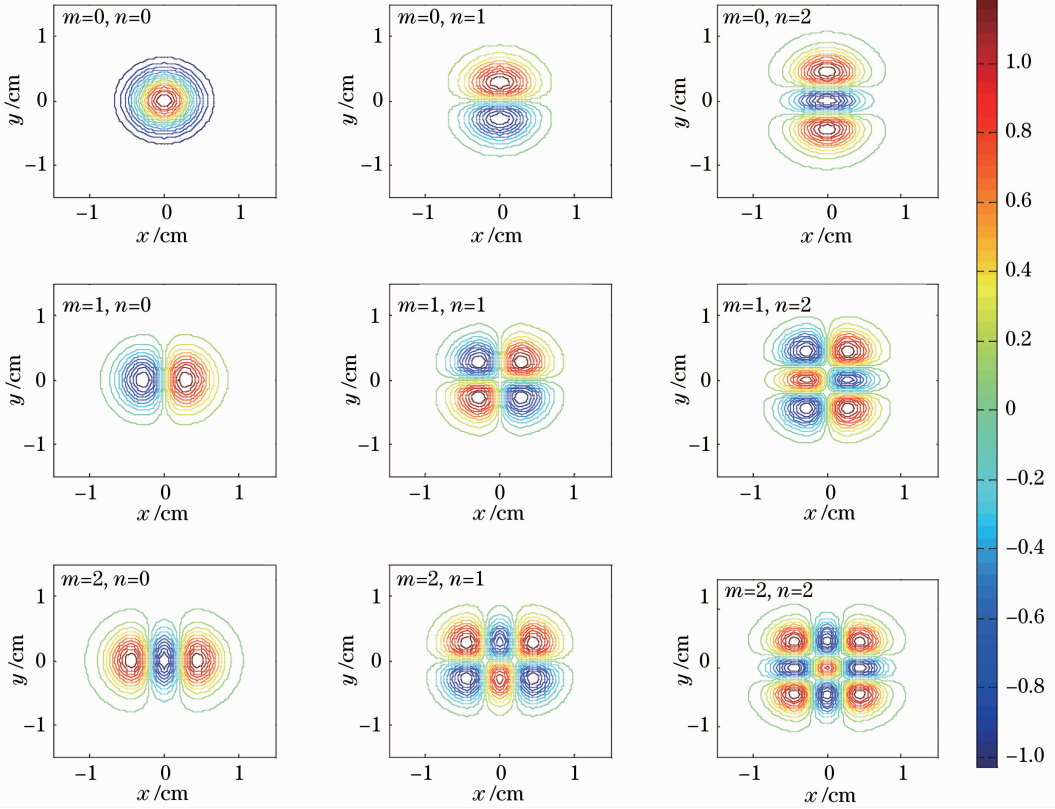 m=0, n=0
1
0
−1
y /cm
−1
0
1
x /cm
m=0, n=1
1
0
−1
y /cm
−1
0
1
x /cm
m=0, n=2
1
0
−1
y /cm
−1
0
1
x /cm
m=1, n=0
1
0
−1
y /cm
−1
0
1
x /cm
m=1, n=1
1
0
−1
y /cm
−1
0
1
x /cm
m=1, n=2
1
0
−1
y /cm
−1
0
1
x /cm
m=2, n=0
1
0
−1
y /cm
−1
0
1
x /cm
m=2, n=1
1
0
−1
y /cm
−1
0
1
x /cm
m=2, n=2
1
0
−1
y /cm
−1
0
1
x /cm
1.0
0.8
0.6
0.4
0.2
0
−0.2
−0.4
−0.6
−0.8
−1.0